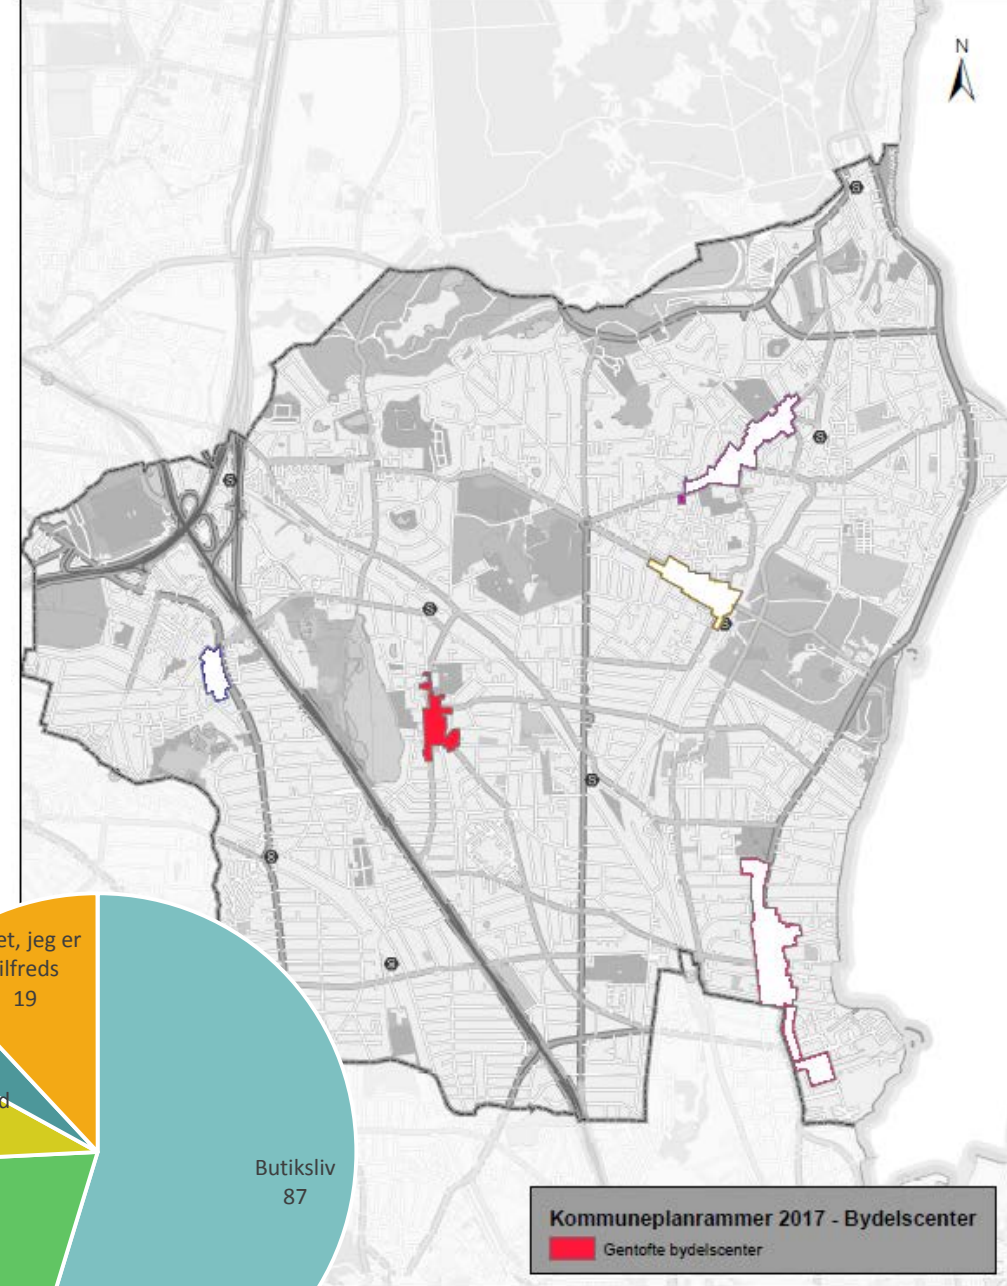 N
S
S
S
S
S
S
S
S
et, jeg er
ilfreds
19
d
Butiksliv
87
Kommuneplanrammer 2017 - Bydelscenter
Gentofte bydelscenter